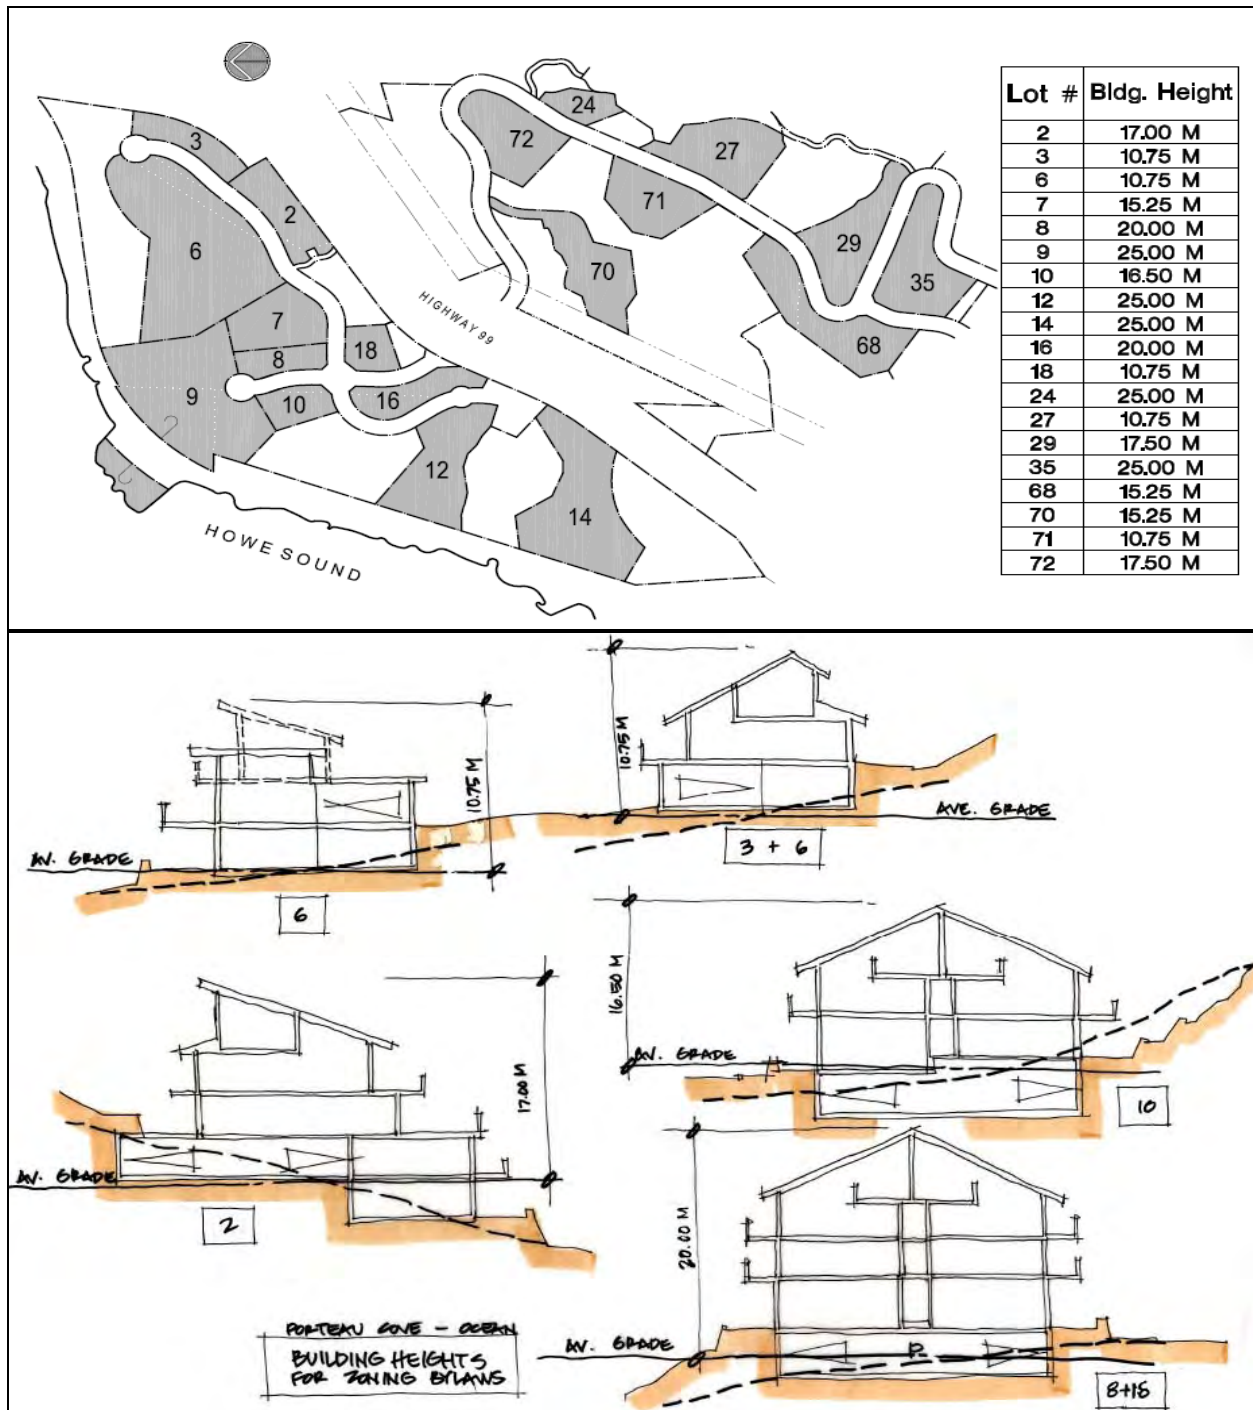 Lot # Bldg. Height
2 17.00 M
3 10.75 M
6 10.75 M
7 15.25 M
8 20.00 M
9 25.00 M
10 16.50 M
12 25.00 M
14 25.00 M
16 20.00 M
18 10.75 M
24 25.00 M
27 10.75 M
29 17.50 M
35 25.00 M
68 15.25 M
70 15.25 M
71 10.75 M
72 17.50 M
3
2
6
7
8
18
9
10
16
12
14
24
72
27
71
70
29
35
68
HIGHWAY 99
HOWE SOUND
10.75 M
AV. GRADE
6
10.75 M
AVE. GRADE
3 + 6
17.00 M
AV. GRADE
2
16.50 M
AV. GRADE
10
20.00 M
AV. GRADE
P
PORTEAU COVE - OCEAN
BUILDING HEIGHTS
FOR ZONING BYLAWS